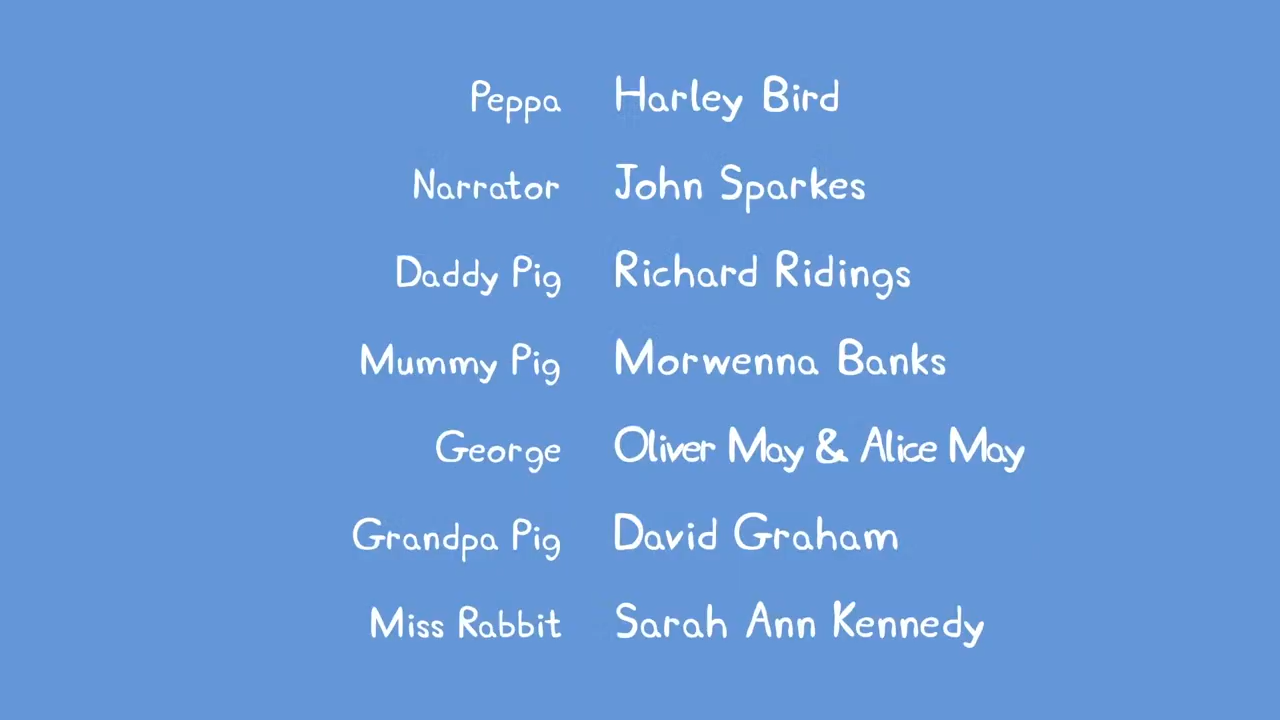 Peppa Harley Bird
Narrator John Sparkes
Daddy Pig Richard Ridings
Mummy Pig Morwenna Banks
George Oliver May & Alice May
Grandpa Pig David Graham
Miss Rabbit Sarah Ann Kennedy